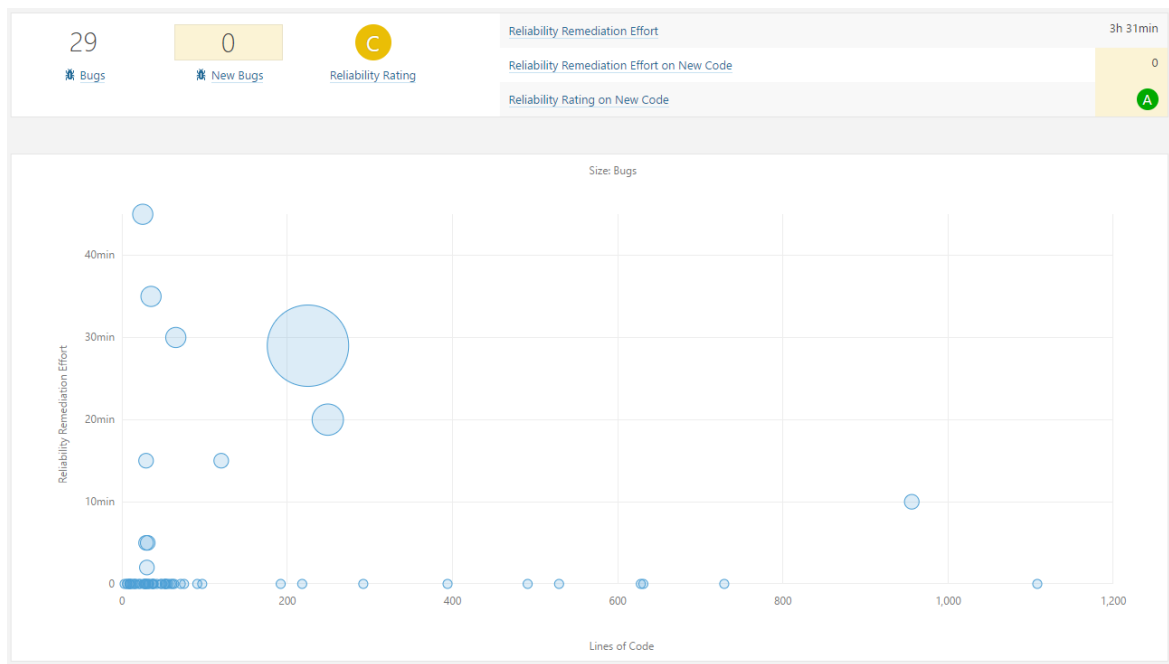 29
Bugs
0
New Bugs
C
Reliability Rating
Reliability Remediation Effort 3h 31min
Reliability Remediation Effort on New Code 0
Reliability Rating on New Code A
Size: Bugs
40min
30min
20min
10min
0
Reliability Remediation Effort
0 200 400 600 800 1,000 1,200
Lines of Code